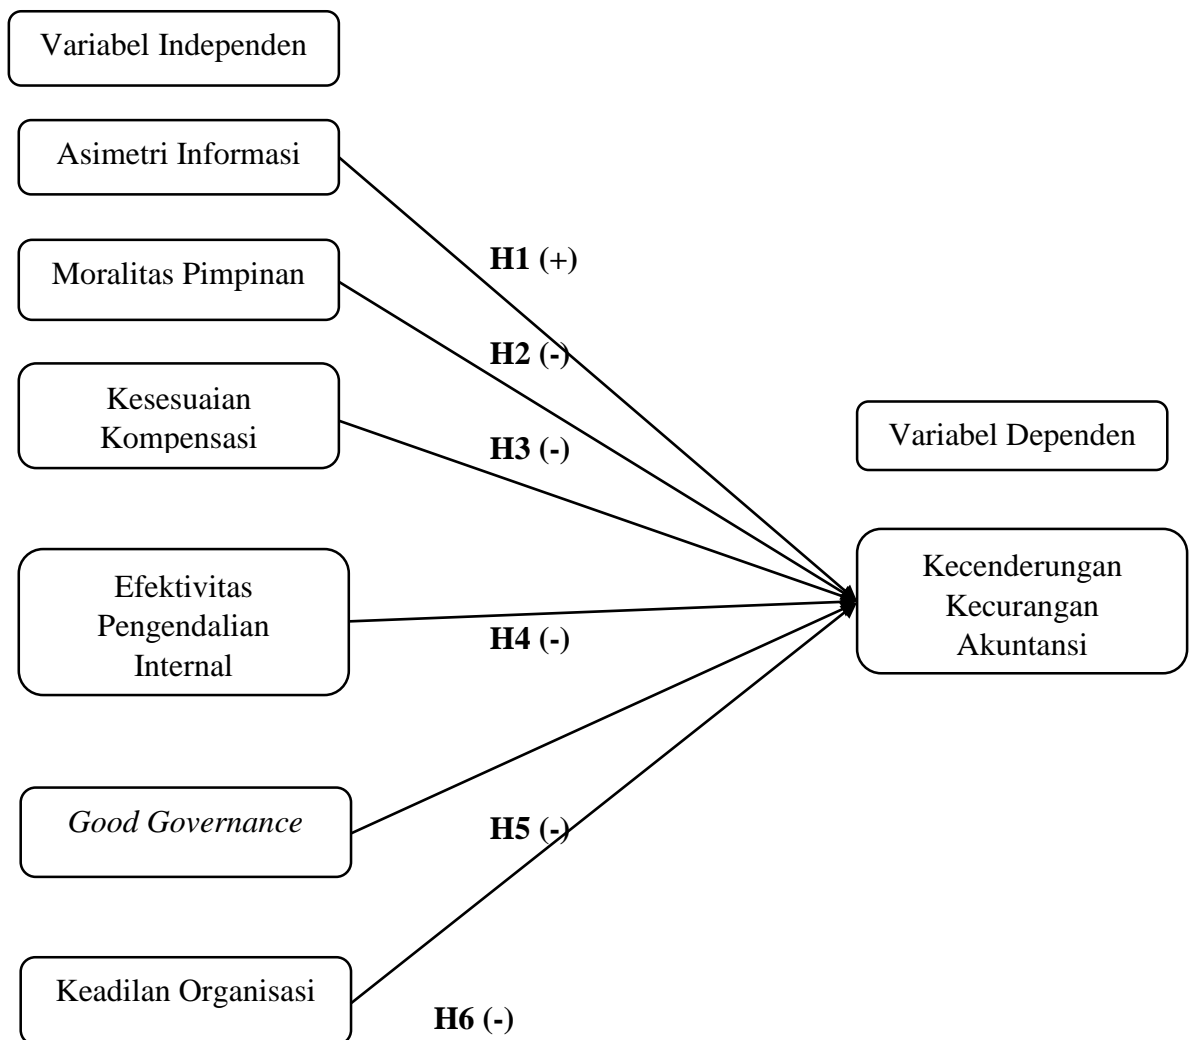 Variabel Independen
Asimetri Informasi
H1 (+)
Moralitas Pimpinan
H2 (-)
Kesesuaian
Kompensasi
H3 (-)
Variabel Dependen
Efektivitas
Pengendalian
Internal
H4 (-)
Kecenderungan
Kecurangan
Akuntansi
Good Governance
H5 (-)
Keadilan Organisasi
H6 (-)